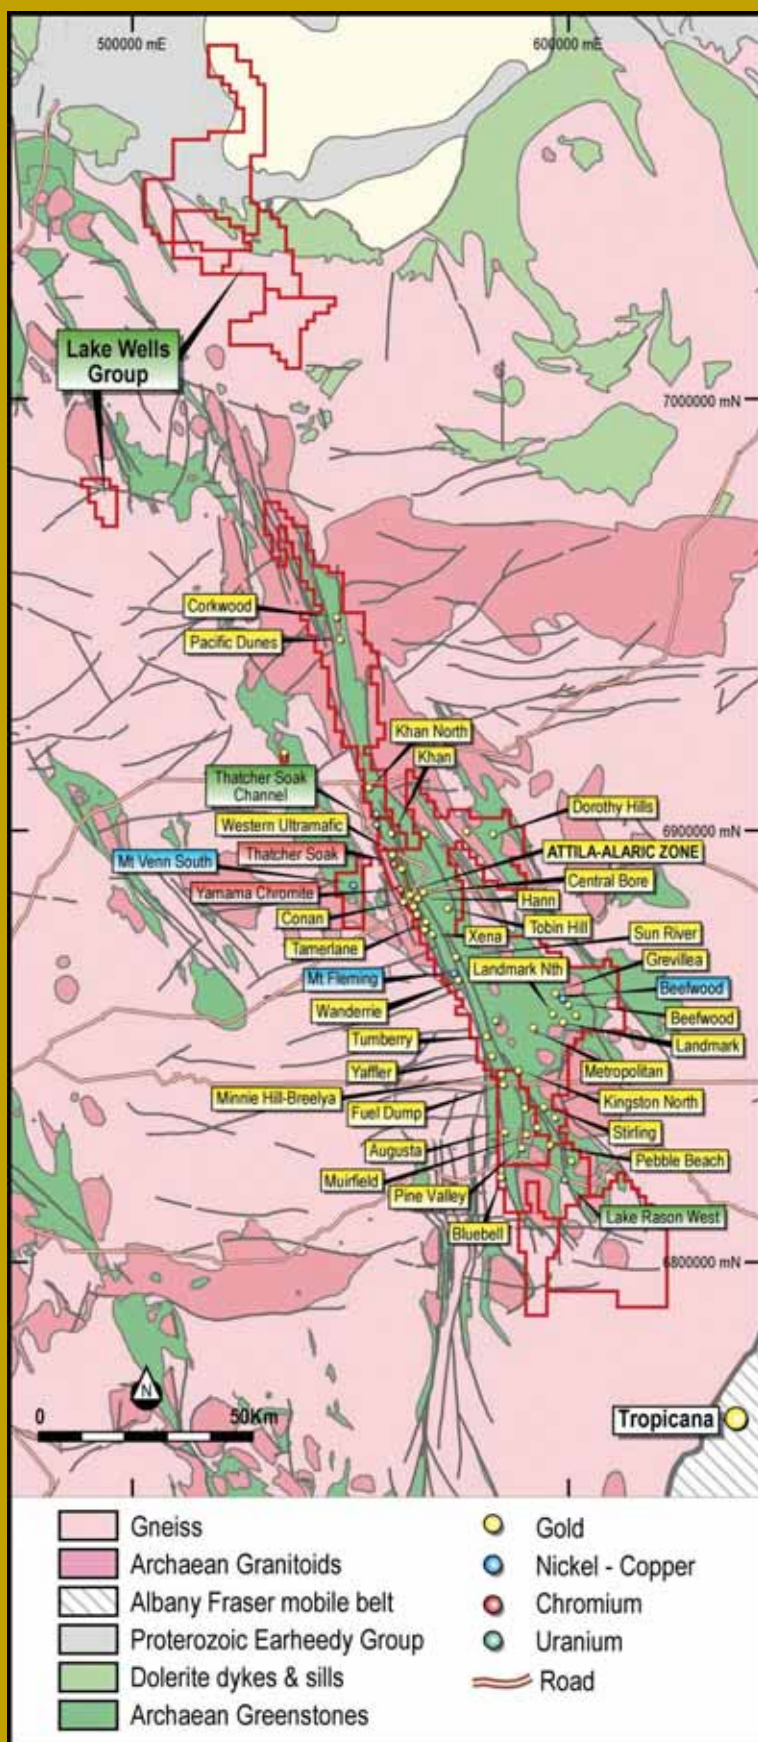 500000 mE
600000 mE
Lake Wells
Group
7000000 mN
Corkwood
Pacific Dunes
Khan North
Khan
Thatcher Soak
Channel
Dorothy Hills
Western Ultramafic
6900000 mN
Thatcher Soak
ATTILA-ALARIC ZONE
Mt Venn South
Central Bore
Yamama Chromite
Hann
Conan
Tobin Hill
Xena
Sun River
Tamerlane
Grevillea
Landmark Nth
Mt Fleming
Beefwood
Wanderrie
Beefwood
Landmark
Turnberry
Metropolitan
Yaffler
Minnie Hill-Breelya
Kingston North
Fuel Dump
Stirling
Augusta
Pebble Beach
Muirfield
Pine Valley
Lake Rason West
Bluebell
6800000 mN
N
0
50Km
Tropicana
Gneiss
Archaean Granitoids
Albany Fraser mobile belt
Proterozoic Earheedy Group
Dolerite dykes & sills
Archaean Greenstones
Gold
Nickel - Copper
Chromium
Uranium
Road